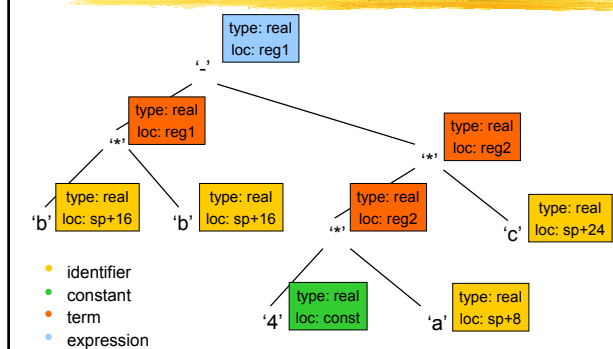 type: real
loc: reg1
‘-’
type: real
loc: reg1
‘*’
type: real
loc: reg2
‘*’
‘b’
type: real
loc: sp+16
‘b’
type: real
loc: sp+16
type: real
loc: reg2
‘*’
‘c’
type: real
loc: sp+24
identifier
constant
term
expression
‘4’
type: real
loc: const
‘a’
type: real
loc: sp+8